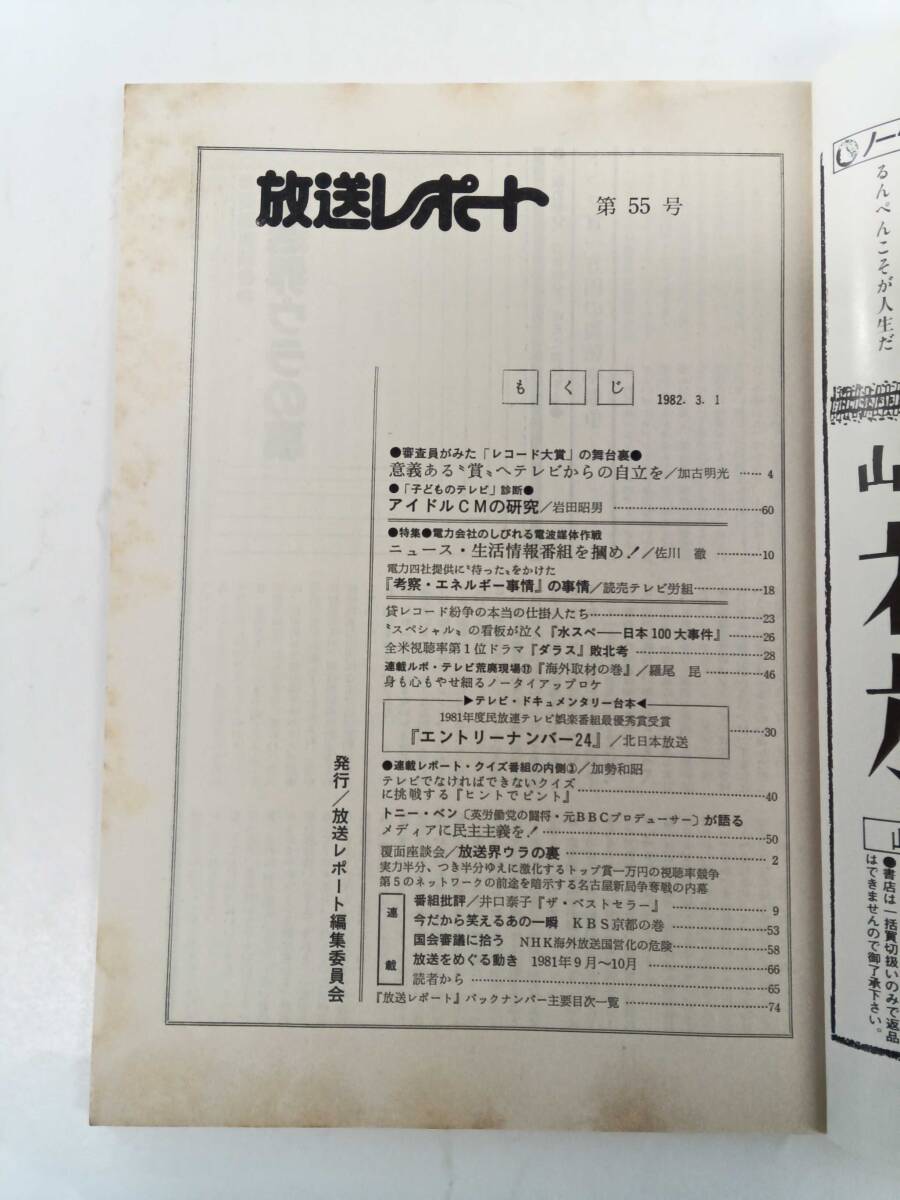 放送レポート 第55号
もくじ 1982. 3. 1
●審査員がみた「レコード大賞」の舞台裏●
意義ある〝賞〟へテレビからの自立を/加古明光 …… 4
●「子どものテレビ」診断●
アイドルCMの研究/岩田昭男 ……60
●特集●電力会社のしびれる電波媒体作戦
ニュース・生活情報番組を摑め!/佐川 徹 ……10
電力四社提供に〝待った〟をかけた
『考察・エネルギー事情』の事情/読売テレビ労組……18
貸レコード紛争の本当の仕掛人たち……23
〝スペシャル〟の看板が泣く『水スペ――日本100大事件』……26
全米視聴率第1位ドラマ『ダラス』敗北考……28
連載ルポ・テレビ荒廃現場⑰『海外取材の巻』/羅尾 昆……46
身も心もやせ細るノータイアップロケ
▶テレビ・ドキュメンタリー台本◀
1981年度民放連テレビ娯楽番組最優秀賞受賞
『エントリーナンバー24』/北日本放送 ……30
●連載レポート・クイズ番組の内側③/加勢和昭
テレビでなければできないクイズ
に挑戦する『ヒントでピント』……40
トニー・ベン〔英労働党の闘将・元BBCプロデューサー〕が語る
メディアに民主主義を!……50
覆面座談会/放送界ウラの裏……2
実力半分、つき半分ゆえに激化するトップ賞一万円の視聴率競争
第5のネットワークの前途を暗示する名古屋新局争奪戦の内幕
連載
番組批評/井口泰子『ザ・ベストセラー』……9
今だから笑えるあの一瞬 KBS京都の巻……53
国会審議に拾う NHK海外放送国営化の危険……58
放送をめぐる動き 1981年9月~10月……66
読者から……65
『放送レポート』バックナンバー主要目次一覧……74
発行/放送レポート編集委員会
るんぺんこそが人生だ
山
●書店は一括買切扱いのみで返品
はできませんので御了承下さい。